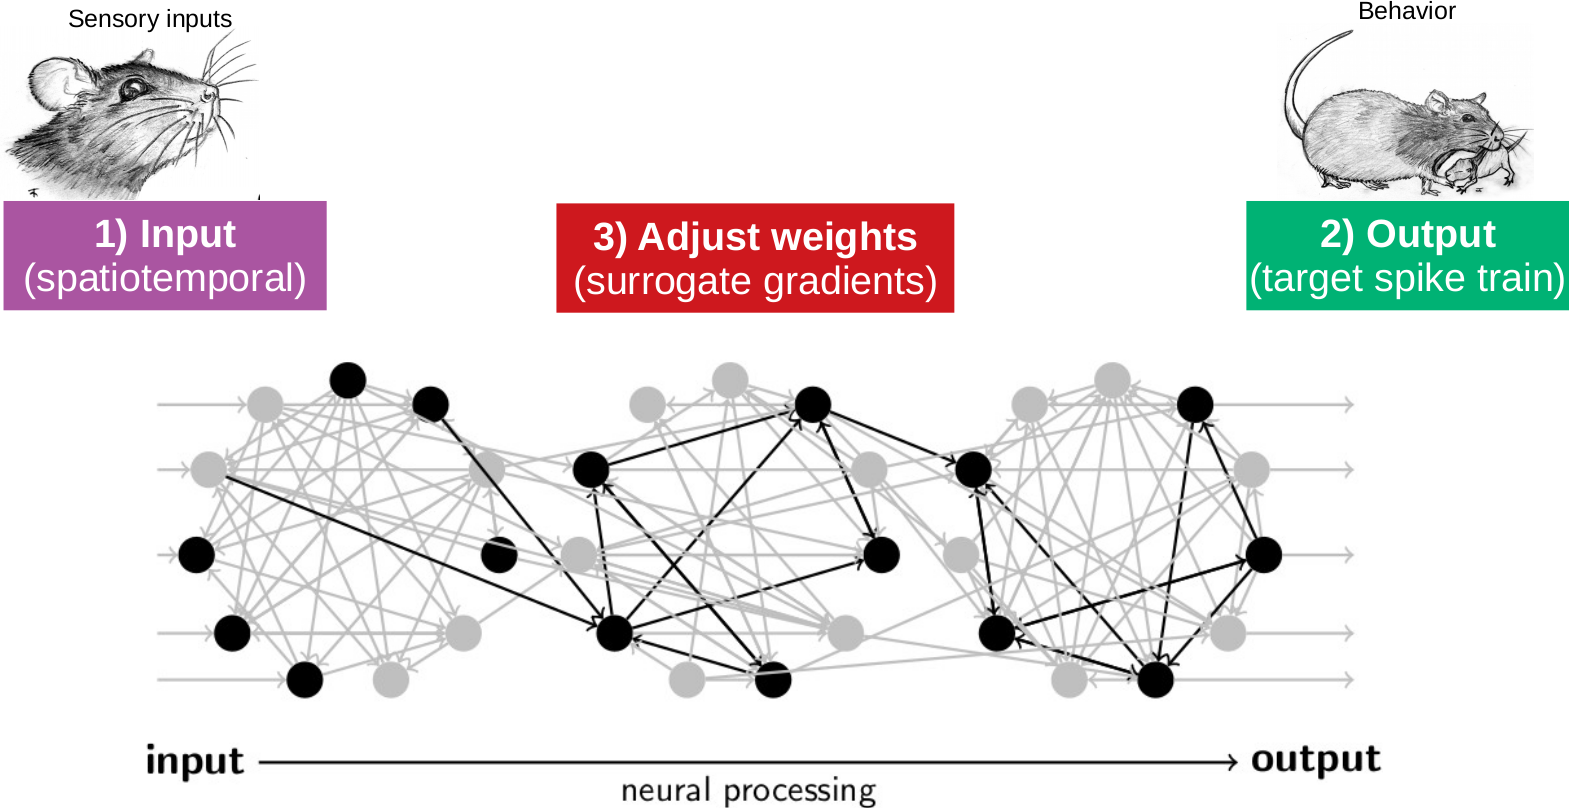 Sensory inputs
Behavior
1) Input
(spatiotemporal)
3) Adjust weights
(surrogate gradients)
2) Output
(target spike train)
input
output
neural processing